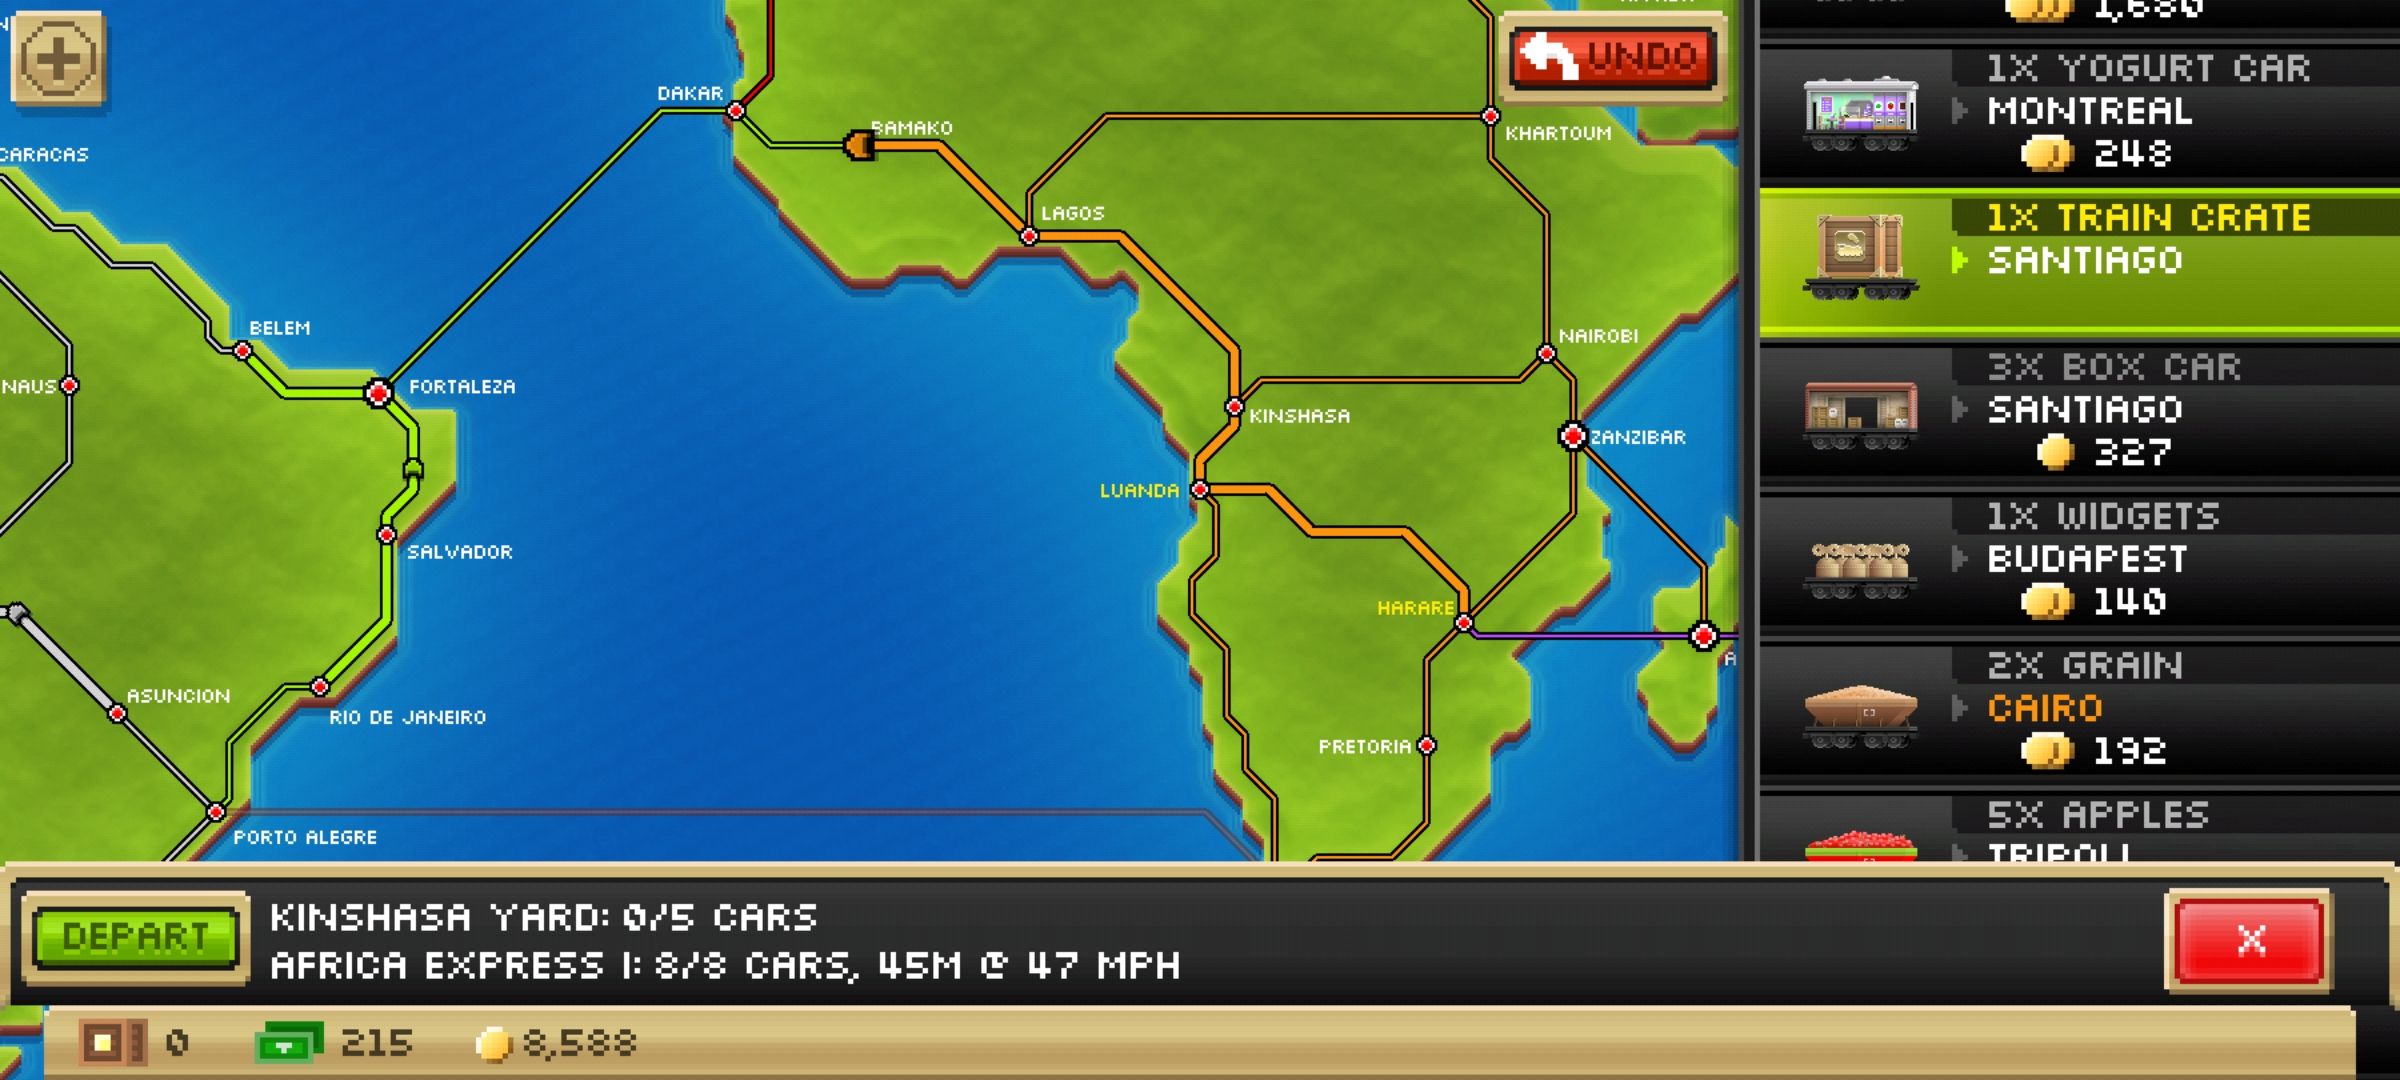 UNDO
DAKAR
BAMAKO
CARACAS
KHARTOUM
LAGOS
BELEM
NAIROBI
FORTALEZA
KINSHASA
ZANZIBAR
LUANDA
SALVADOR
HARARE
ASUNCION
RIO DE JANEIRO
PRETORIA
PORTO ALEGRE
1,680
1X YOGURT CAR
MONTREAL
248
1X TRAIN CRATE
SANTIAGO
3X BOX CAR
SANTIAGO
327
1X WIDGETS
BUDAPEST
140
2X GRAIN
CAIRO
192
5X APPLES
TRIPOLI
DEPART
KINSHASA YARD: 0/5 CARS
AFRICA EXPRESS I: 8/8 CARS, 45M @ 47 MPH
X
0
215
8,588